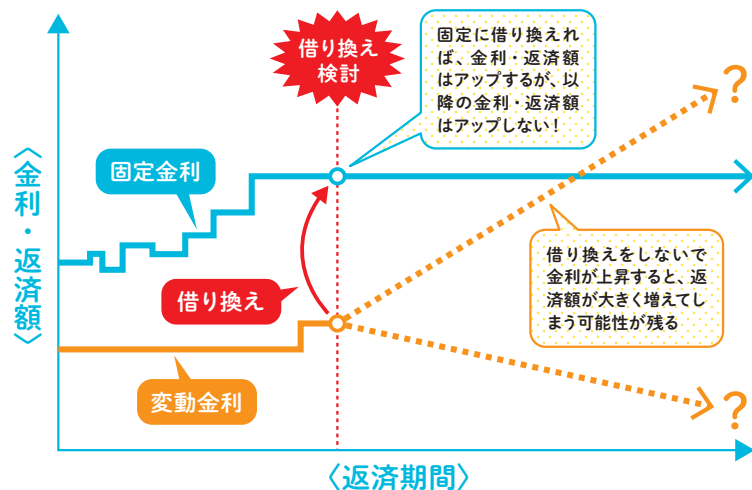 借り換え
検討
固定に借り換えれ
ば、金利・返済額
はアップするが、以
降の金利・返済額
はアップしない！
?
〈金利・返済額〉
固定金利
借り換え
借り換えをしないで
金利が上昇すると、返
済額が大きく増えてし
まう可能性が残る
変動金利
?
〈返済期間〉